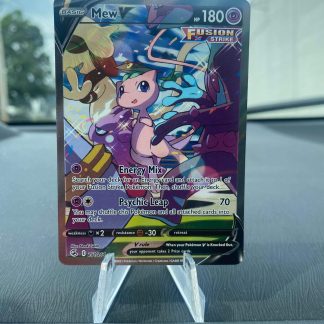 BASIC Mew HP 180
FUSION
STRIKE
Energy Mix
Search your deck for an Energy card and attach it to 1 of
your Fusion Strike Pokémon. Then, shuffle your deck.
Psychic Leap 70
You may shuffle this Pokémon and all attached cards into
your deck.
weakness ×2 resistance -30 retreat
V rule When your Pokémon V is Knocked Out,
your opponent takes 2 Prize cards.